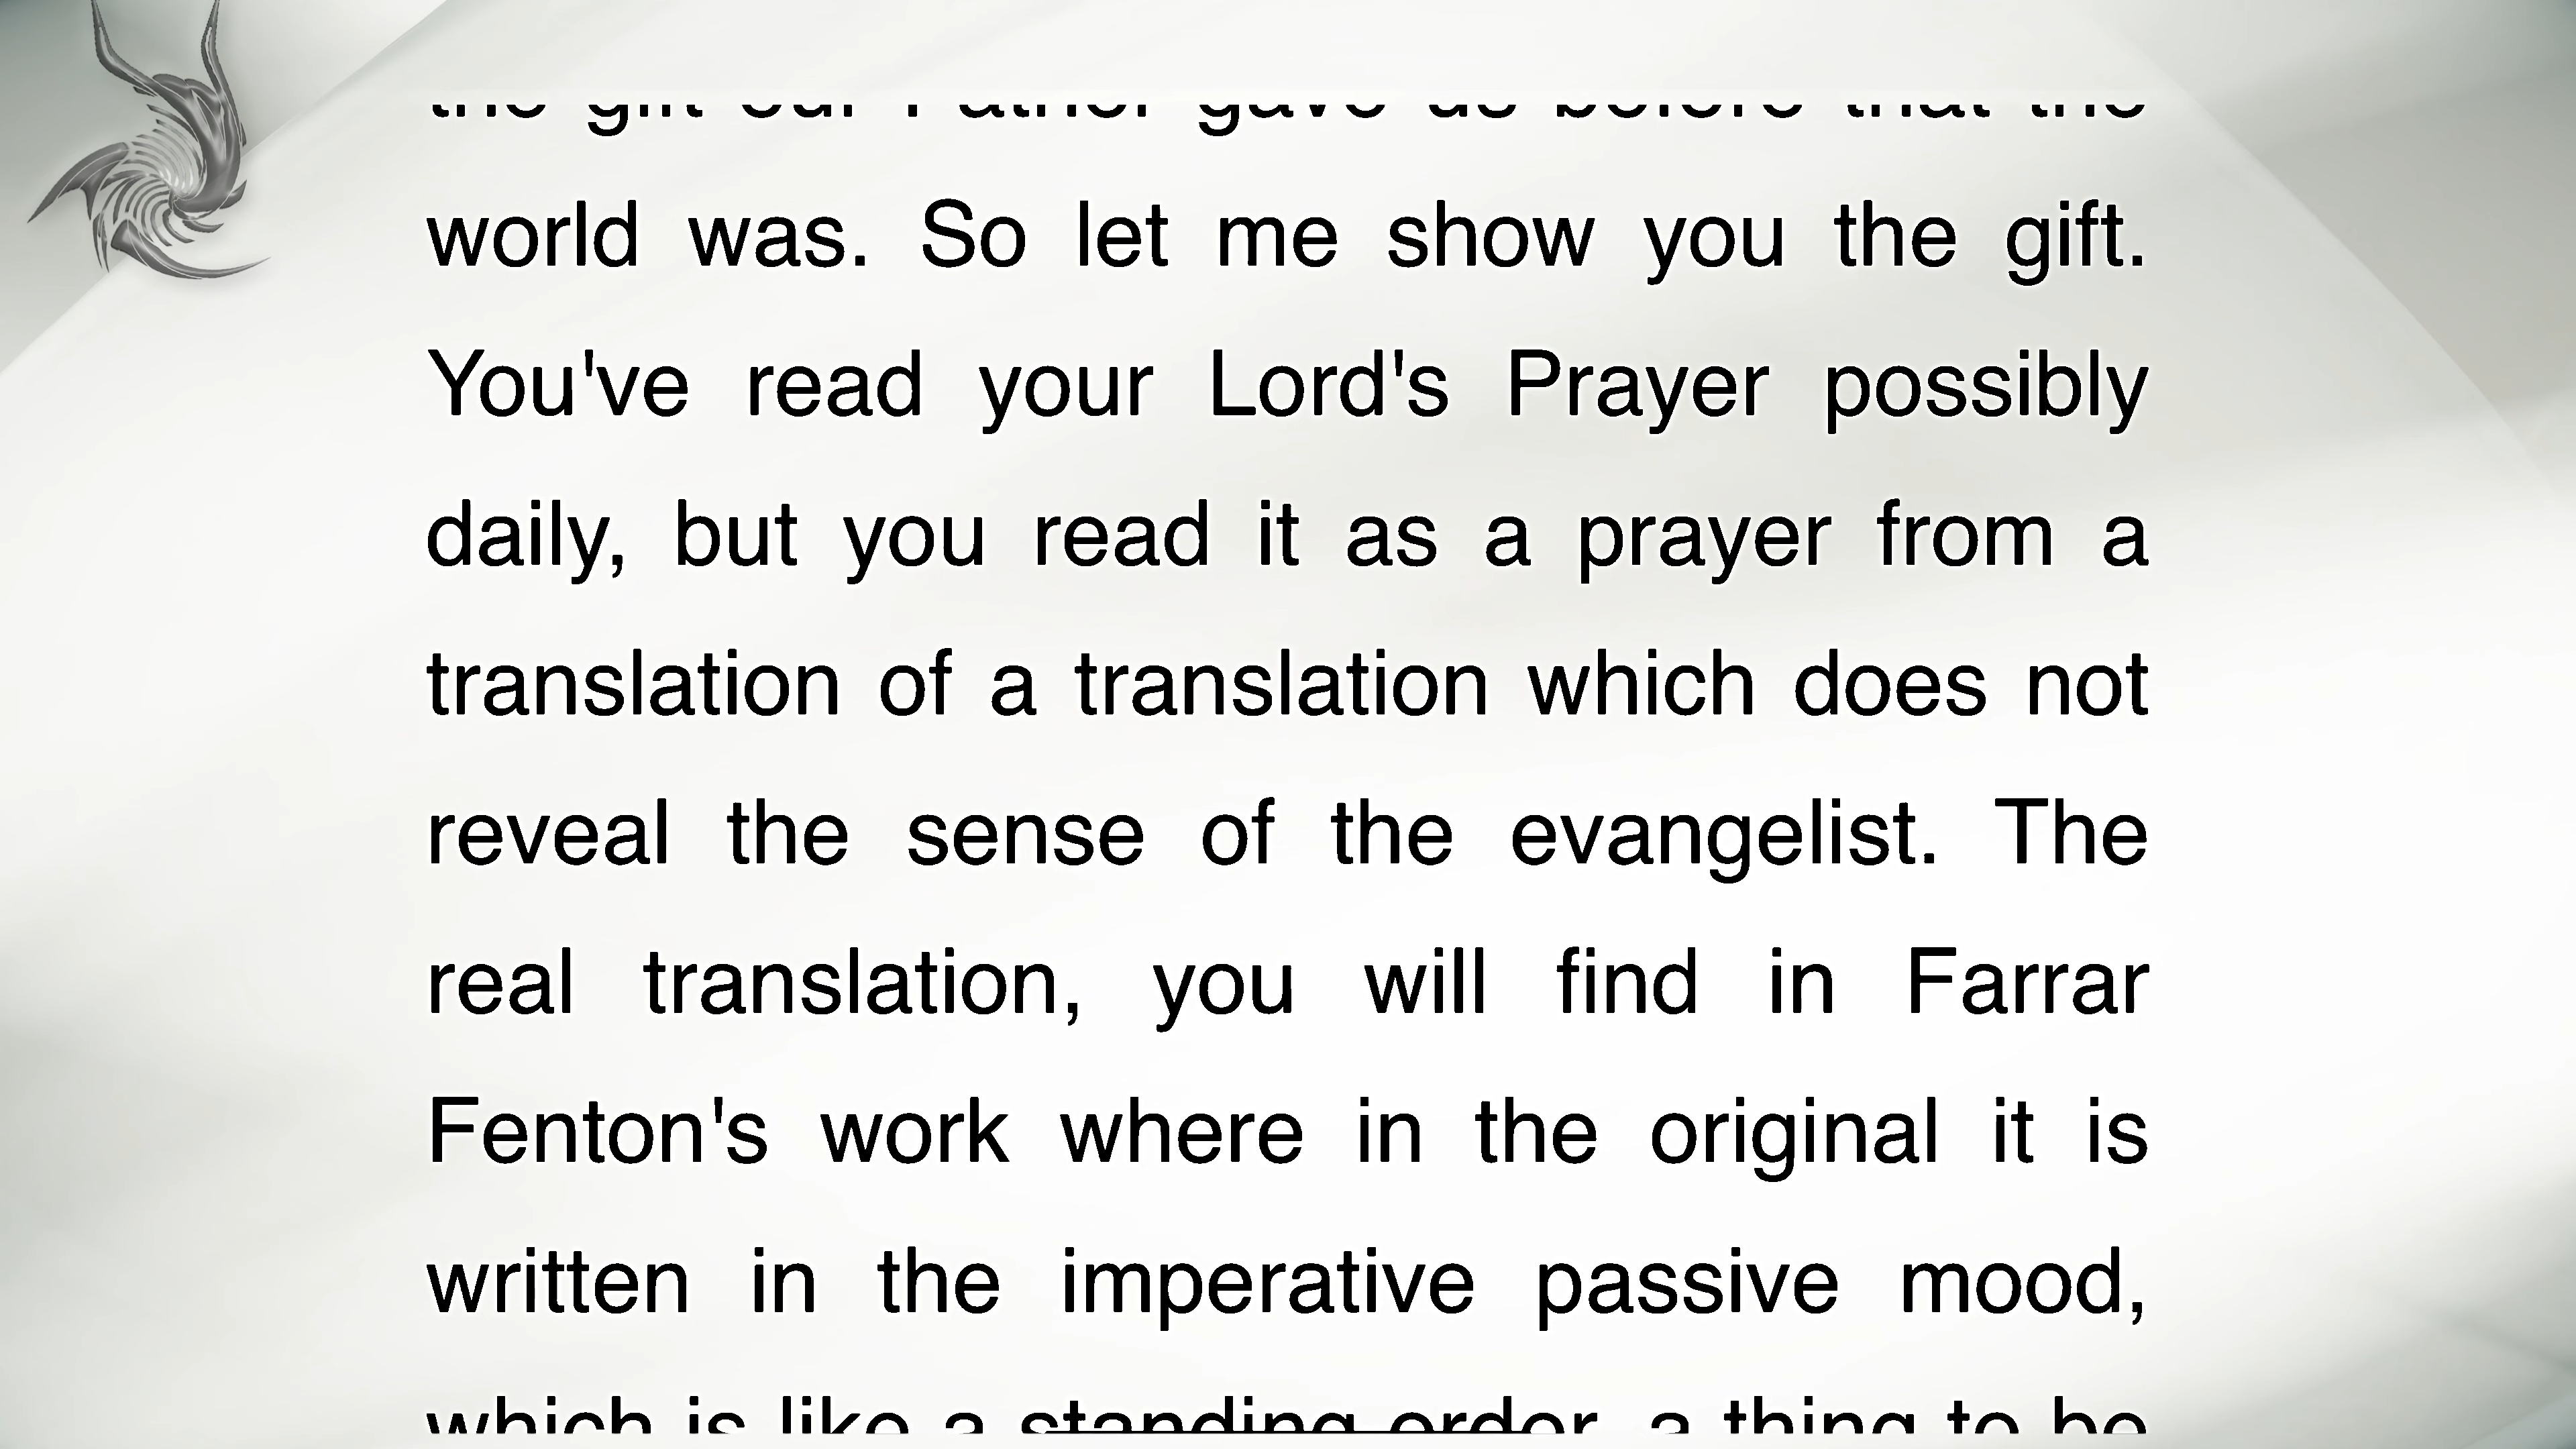 the gift our Father gave us before that the
world was. So let me show you the gift.
You've read your Lord's Prayer possibly
daily, but you read it as a prayer from a
translation of a translation which does not
reveal the sense of the evangelist. The
real translation, you will find in Farrar
Fenton's work where in the original it is
written in the imperative passive mood,
which is like a standing order, a thing to be